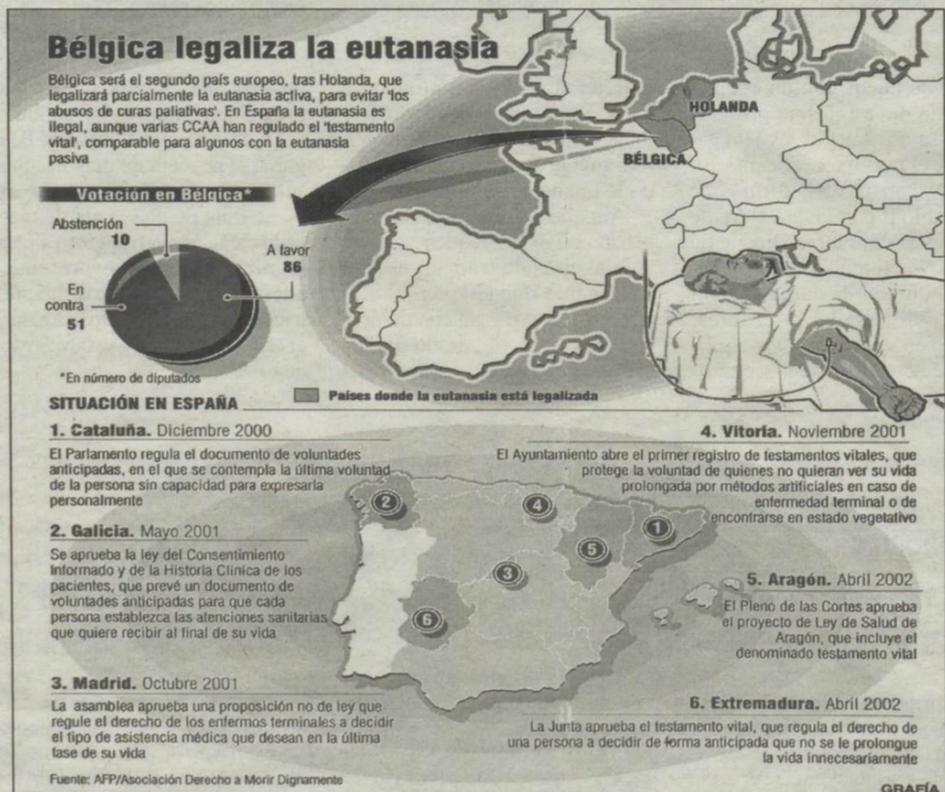 Bélgica legaliza la eutanasia
Bélgica será el segundo país europeo, tras Holanda, que
legalizará parcialmente la eutanasia activa, para evitar 'los
abusos de curas paliativas'. En España la eutanasia es
ilegal, aunque varias CCAA han regulado el 'testamento
vital', comparable para algunos con la eutanasia
pasiva
HOLANDA
BÉLGICA
Votación en Bélgica*
Abstención
10
A favor
86
En
contra
51
*En número de diputados
Países donde la eutanasia está legalizada
SITUACIÓN EN ESPAÑA
1. Cataluña. Diciembre 2000
El Parlamento regula el documento de voluntades
anticipadas, en el que se contempla la última voluntad
de la persona sin capacidad para expresarla
personalmente
2. Galicia. Mayo 2001
Se aprueba la ley del Consentimiento
Informado y de la Historia Clínica de los
pacientes, que prevé un documento de
voluntades anticipadas para que cada
persona establezca las atenciones sanitarias
que quiere recibir al final de su vida
3. Madrid. Octubre 2001
La asamblea aprueba una proposición no de ley que
regule el derecho de los enfermos terminales a decidir
el tipo de asistencia médica que desean en la última
fase de su vida
4. Vitoria. Noviembre 2001
El Ayuntamiento abre el primer registro de testamentos vitales, que
protege la voluntad de quienes no quieran ver su vida
prolongada por métodos artificiales en caso de
enfermedad terminal o de
encontrarse en estado vegetativo
5. Aragón. Abril 2002
El Pleno de las Cortes aprueba
el proyecto de Ley de Salud de
Aragón, que incluye el
denominado testamento vital
6. Extremadura. Abril 2002
La Junta aprueba el testamento vital, que regula el derecho de
una persona a decidir de forma anticipada que no se le prolongue
la vida innecesariamente
2
4
1
5
3
6
Fuente: AFP/Asociación Derecho a Morir Dignamente
GRAFÍA